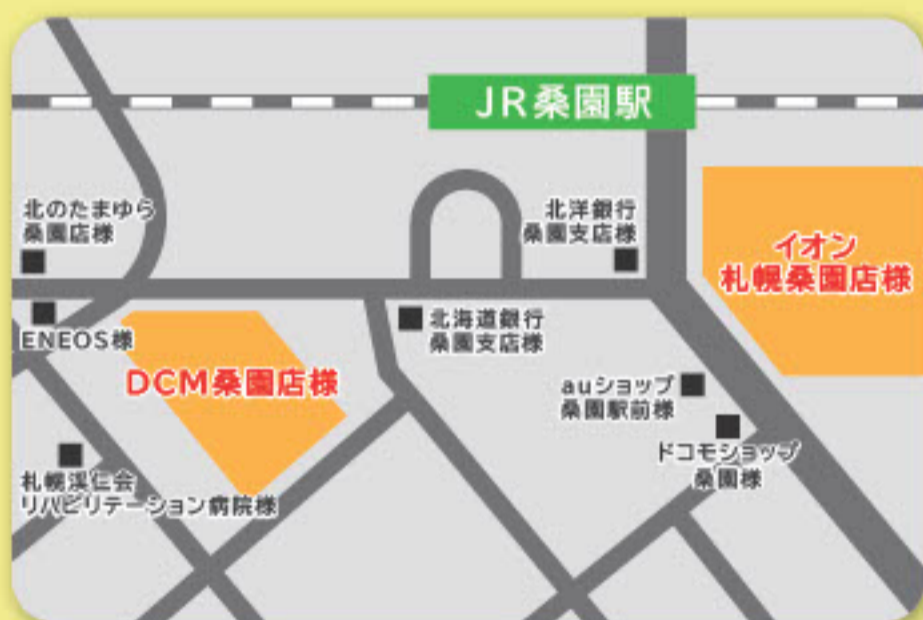 JR桑園駅
北のたまゆら
桑園店様
北洋銀行
桑園支店様
イオン
札幌桑園店様
ENEOS様
北海道銀行
桑園支店様
DCM桑園店様
auショップ
桑園駅前様
ドコモショップ
桑園様
札幌渓仁会
リハビリテーション病院様